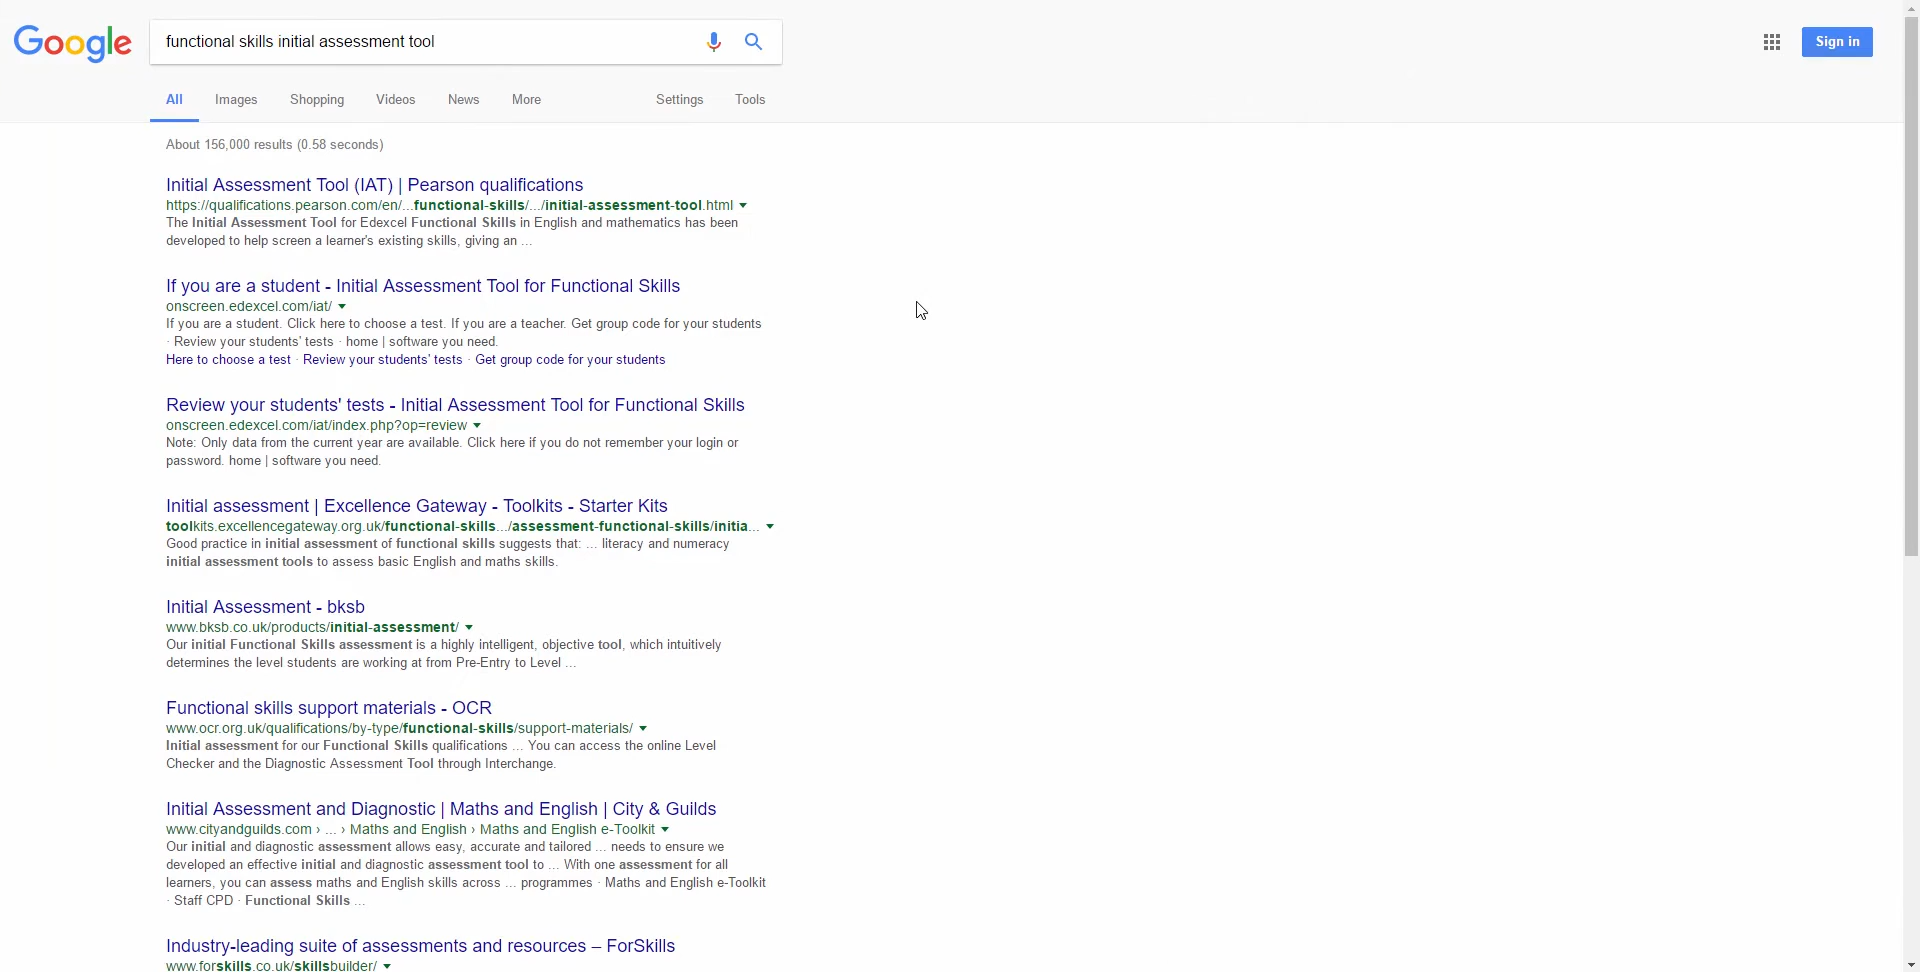 Google
functional skills initial assessment tool
Sign in
All Images Shopping Videos News More Settings Tools
About 156,000 results (0.58 seconds)
Initial Assessment Tool (IAT) | Pearson qualifications
https://qualifications.pearson.com/en/...functional-skills/.../initial-assessment-tool.html
The Initial Assessment Tool for Edexcel Functional Skills in English and mathematics has been
developed to help screen a learner's existing skills, giving an ...
If you are a student - Initial Assessment Tool for Functional Skills
onscreen.edexcel.com/iat/
If you are a student. Click here to choose a test. If you are a teacher. Get group code for your students
· Review your students' tests · home | software you need.
Here to choose a test · Review your students' tests · Get group code for your students
Review your students' tests - Initial Assessment Tool for Functional Skills
onscreen.edexcel.com/iat/index.php?op=review
Note: Only data from the current year are available. Click here if you do not remember your login or
password. home | software you need.
Initial assessment | Excellence Gateway - Toolkits - Starter Kits
toolkits.excellencegateway.org.uk/functional-skills.../assessment-functional-skills/initia...
Good practice in initial assessment of functional skills suggests that: ... literacy and numeracy
initial assessment tools to assess basic English and maths skills.
Initial Assessment - bksb
www.bksb.co.uk/products/initial-assessment/
Our initial Functional Skills assessment is a highly intelligent, objective tool, which intuitively
determines the level students are working at from Pre-Entry to Level ...
Functional skills support materials - OCR
www.ocr.org.uk/qualifications/by-type/functional-skills/support-materials/
Initial assessment for our Functional Skills qualifications ... You can access the online Level
Checker and the Diagnostic Assessment Tool through Interchange.
Initial Assessment and Diagnostic | Maths and English | City & Guilds
www.cityandguilds.com › ... › Maths and English › Maths and English e-Toolkit
Our initial and diagnostic assessment allows easy, accurate and tailored ... needs to ensure we
developed an effective initial and diagnostic assessment tool to ... With one assessment for all
learners, you can assess maths and English skills across ... programmes · Maths and English e-Toolkit
· Staff CPD · Functional Skills ...
Industry-leading suite of assessments and resources – ForSkills
www.forskills.co.uk/skillsbuilder/